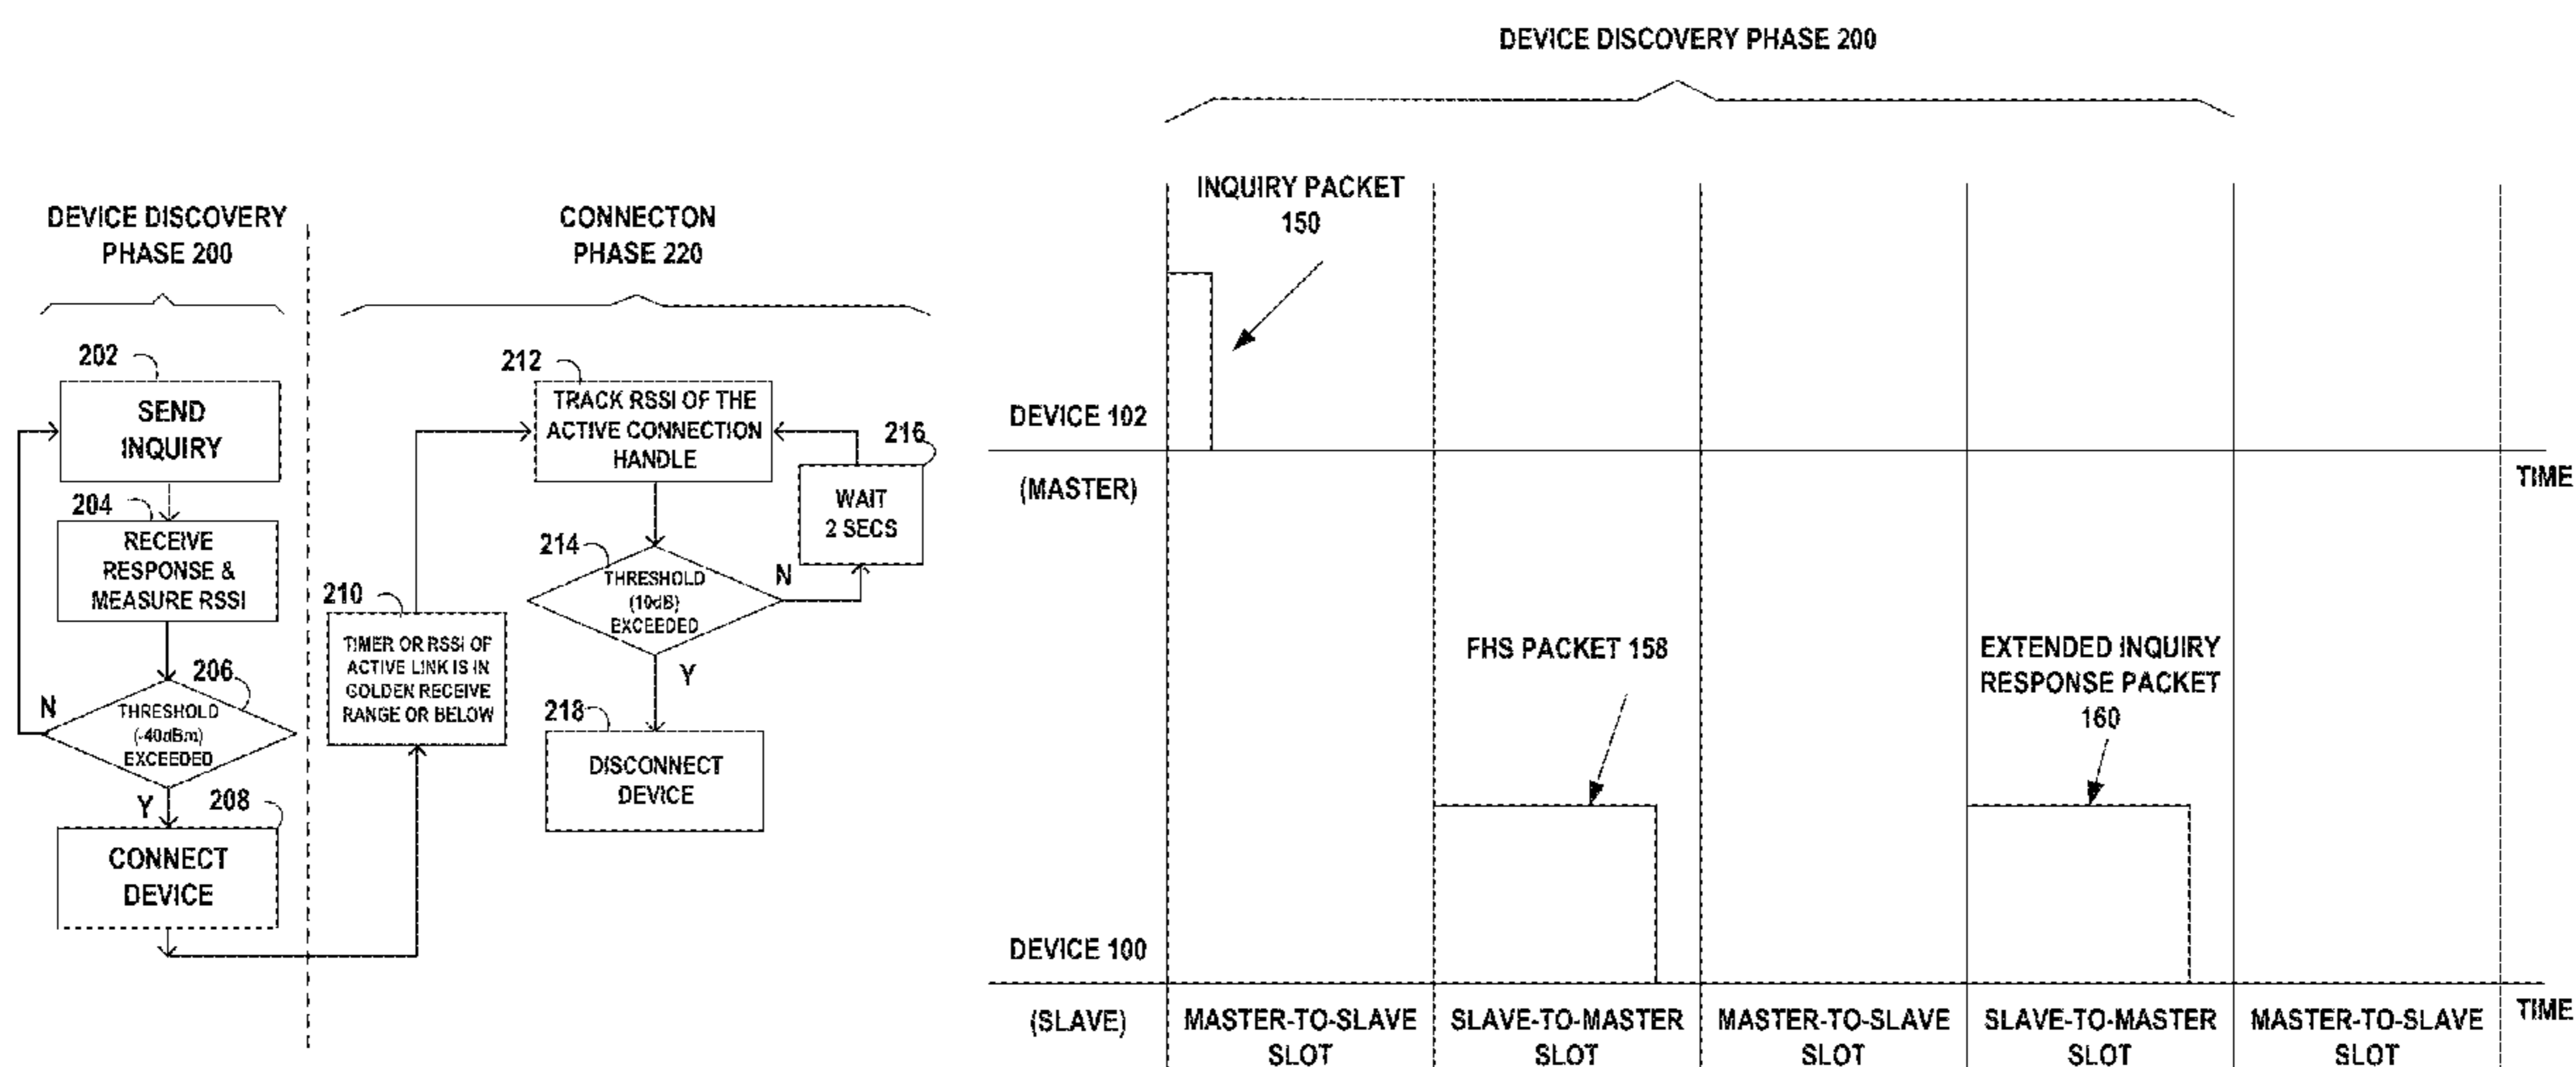 DEVICE DISCOVERY
PHASE 200
CONNECTON
PHASE 220
202
SEND
INQUIRY
204
RECEIVE
RESPONSE &
MEASURE RSSI
206
N
THRESHOLD
(-40dBm)
EXCEEDED
Y
208
CONNECT
DEVICE
210
TIMER OR RSSI OF
ACTIVE LINK IS IN
GOLDEN RECEIVE
RANGE OR BELOW
212
TRACK RSSI OF THE
ACTIVE CONNECTION
HANDLE
214
THRESHOLD
(10dB)
EXCEEDED
N
Y
216
WAIT
2 SECS
218
DISCONNECT
DEVICE
DEVICE DISCOVERY PHASE 200
INQUIRY PACKET
150
DEVICE 102
(MASTER)
TIME
FHS PACKET 158
EXTENDED INQUIRY
RESPONSE PACKET
160
DEVICE 100
(SLAVE)
TIME
MASTER-TO-SLAVE
SLOT
SLAVE-TO-MASTER
SLOT
MASTER-TO-SLAVE
SLOT
SLAVE-TO-MASTER
SLOT
MASTER-TO-SLAVE
SLOT